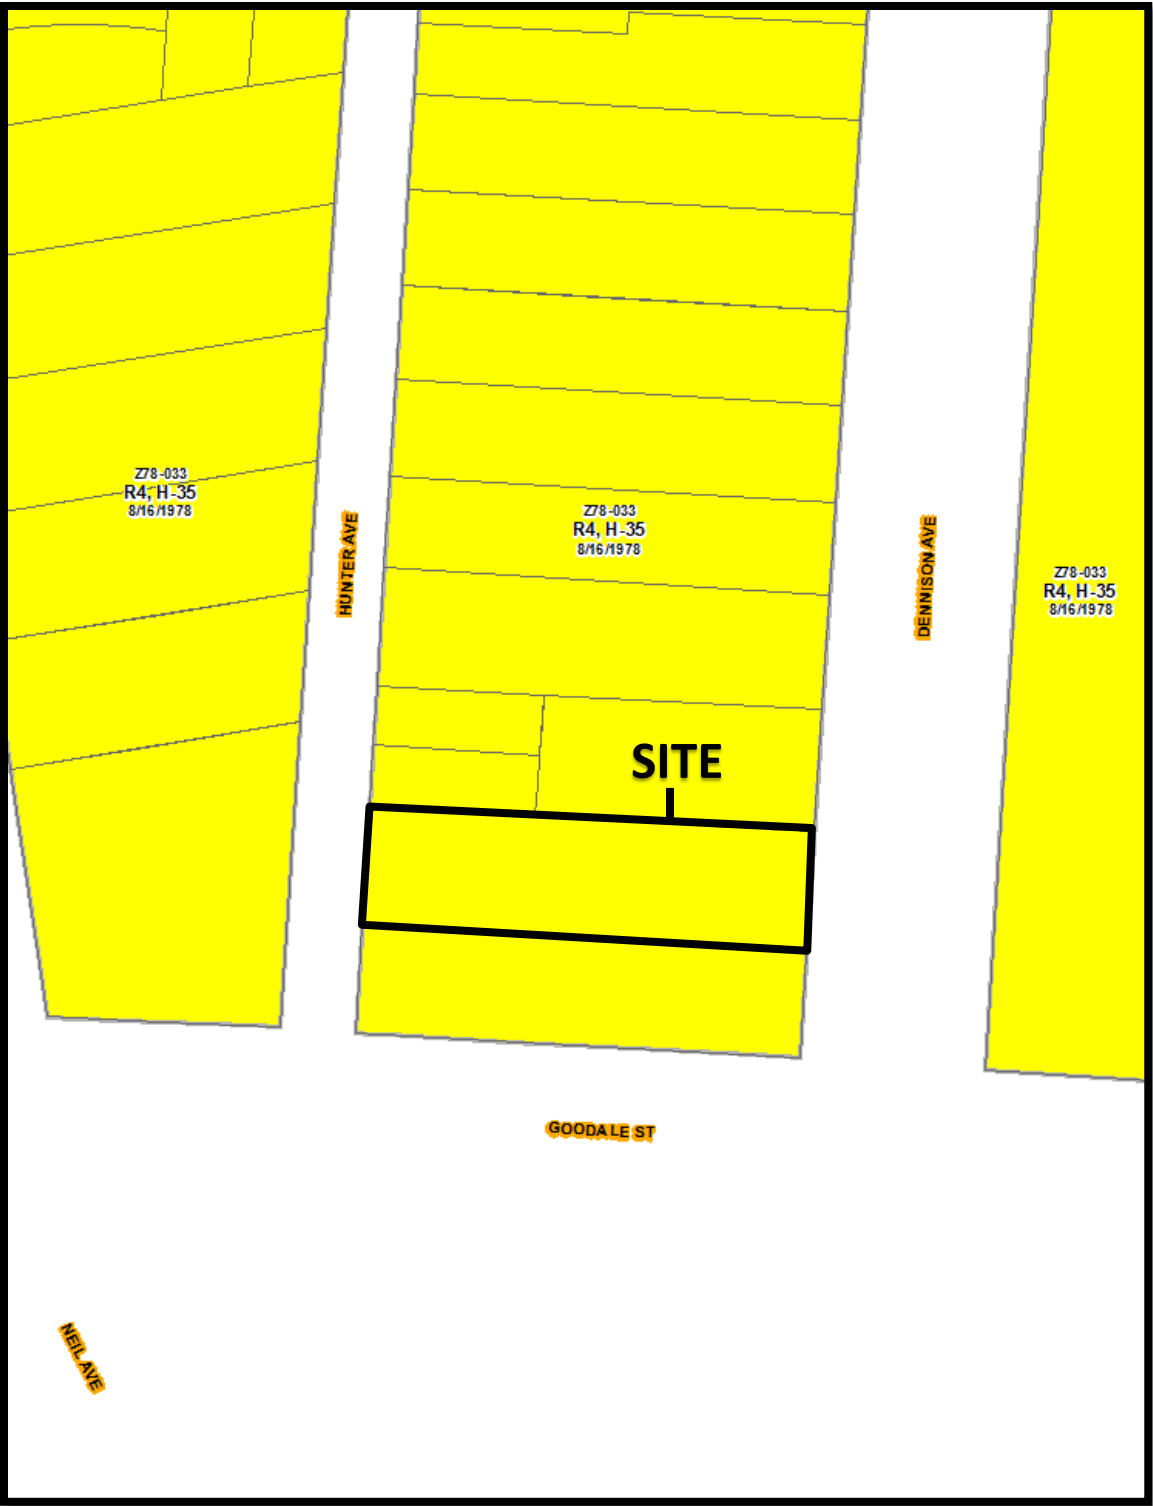 Z78-033
R4, H-35
8/16/1978
HUNTER AVE
Z78-033
R4, H-35
8/16/1978
DENNISON AVE
Z78-033
R4, H-35
8/16/1978
SITE
GOODALE ST
NEIL AVE